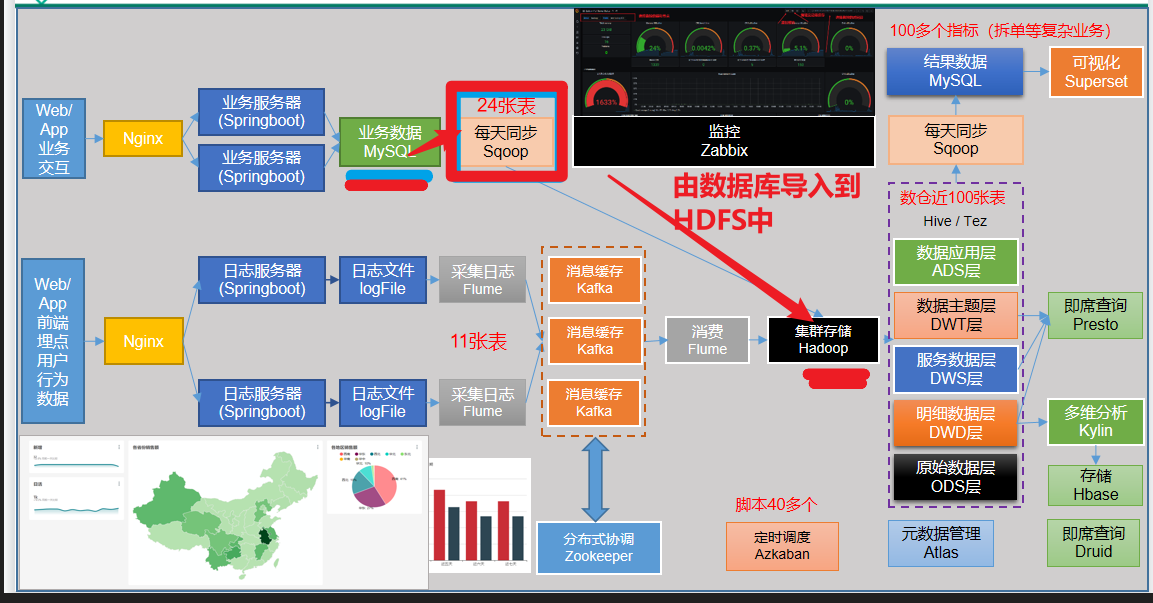 100多个指标（拆单等复杂业务）
Web/
App
业务
交互
Nginx
业务服务器
(Springboot)
业务服务器
(Springboot)
业务数据
MySQL
24张表
每天同步
Sqoop
24%
0.0042%
0.37%
5.1%
0%
1633%
0%
监控
Zabbix
结果数据
MySQL
可视化
Superset
每天同步
Sqoop
由数据库导入到
HDFS中
数仓近100张表
Hive / Tez
数据应用层
ADS层
数据主题层
DWT层
服务数据层
DWS层
明细数据层
DWD层
原始数据层
ODS层
即席查询
Presto
多维分析
Kylin
存储
Hbase
即席查询
Druid
元数据管理
Atlas
Web/
App
前端
埋点
用户
行为
数据
Nginx
日志服务器
(Springboot)
日志文件
logFile
采集日志
Flume
日志服务器
(Springboot)
日志文件
logFile
采集日志
Flume
11张表
消息缓存
Kafka
消息缓存
Kafka
消息缓存
Kafka
消费
Flume
集群存储
Hadoop
分布式协调
Zookeeper
脚本40多个
定时调度
Azkaban